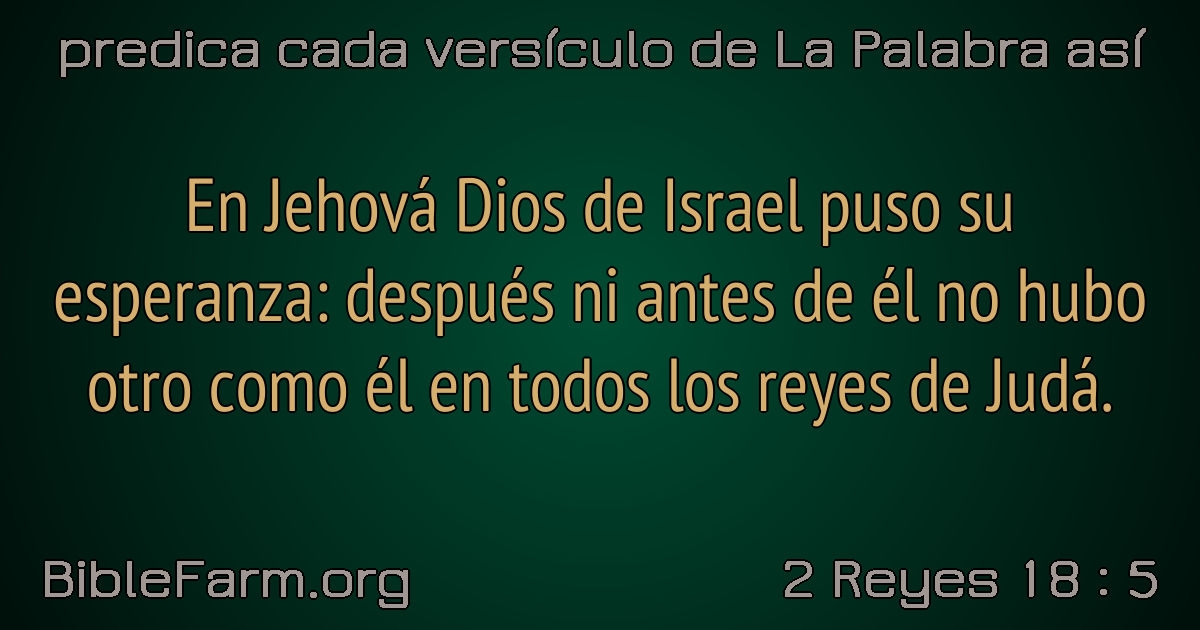 predica cada versículo de La Palabra así
En Jehová Dios de Israel puso su
esperanza: después ni antes de él no hubo
otro como él en todos los reyes de Judá.
BibleFarm.org
2 Reyes 18 : 5